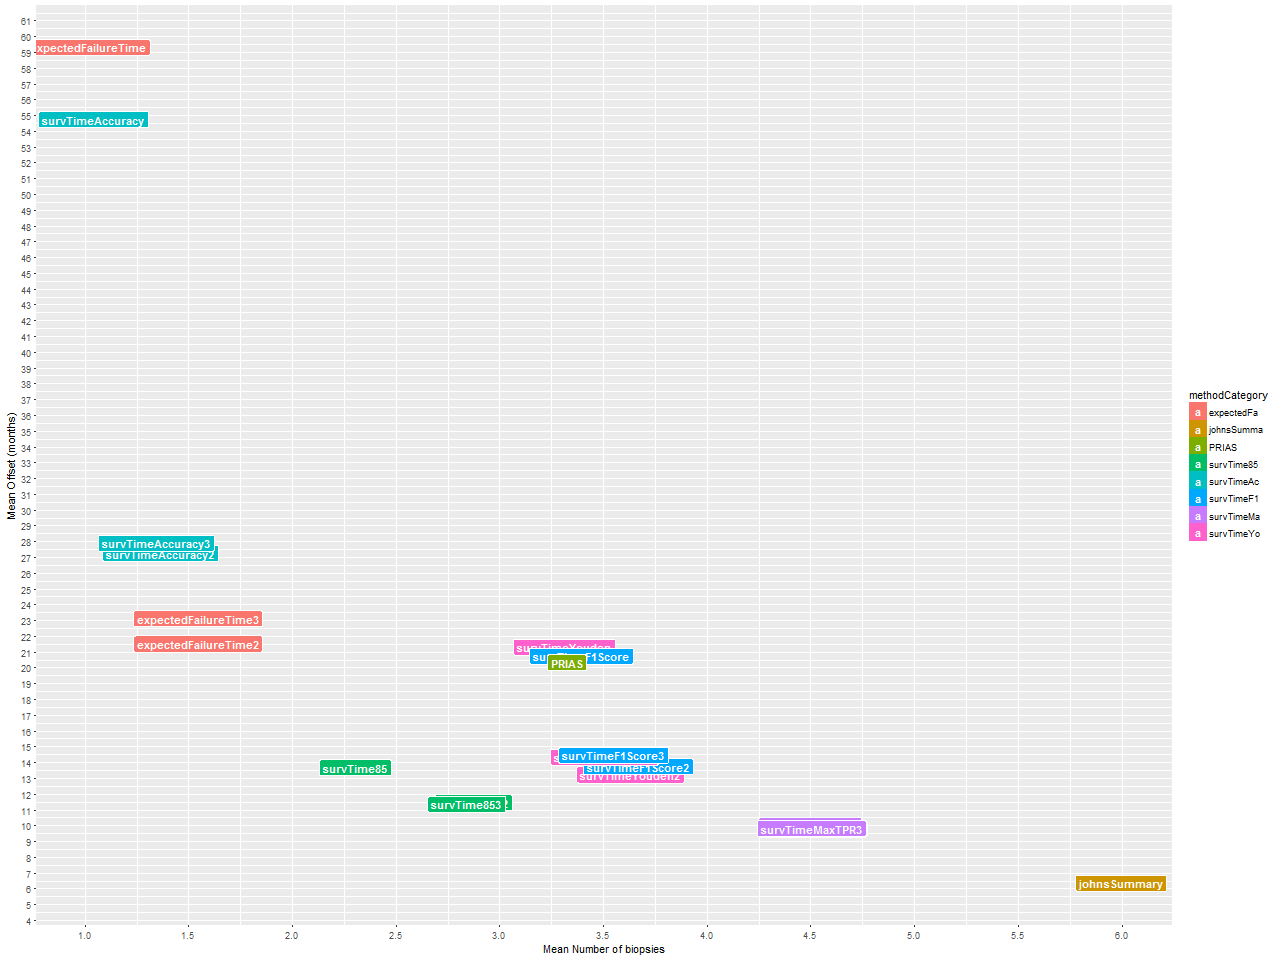 61
60
59
58
57
56
55
54
53
52
51
50
49
48
47
46
45
44
43
42
41
40
39
38
37
36
35
34
33
32
31
30
29
28
27
26
25
24
23
22
21
20
19
18
17
16
15
14
13
12
11
10
9
8
7
6
5
4
Mean Offset (months)
xpectedFailureTime
survTimeAccuracy
survTimeAccuracy3
survTimeAccuracy2
expectedFailureTime3
expectedFailureTime2
survTimeYouden
F1Score
PRIAS
survTimeF1Score3
survTimeF1Score2
survTimeYouden2
survTime85
survTime853
survTimeMaxTPR3
johnsSummary
1.0 1.5 2.0 2.5 3.0 3.5 4.0 4.5 5.0 5.5 6.0
Mean Number of biopsies
methodCategory
a expectedFa
a johnsSumma
a PRIAS
a survTime85
a survTimeAc
a survTimeF1
a survTimeMa
a survTimeYo